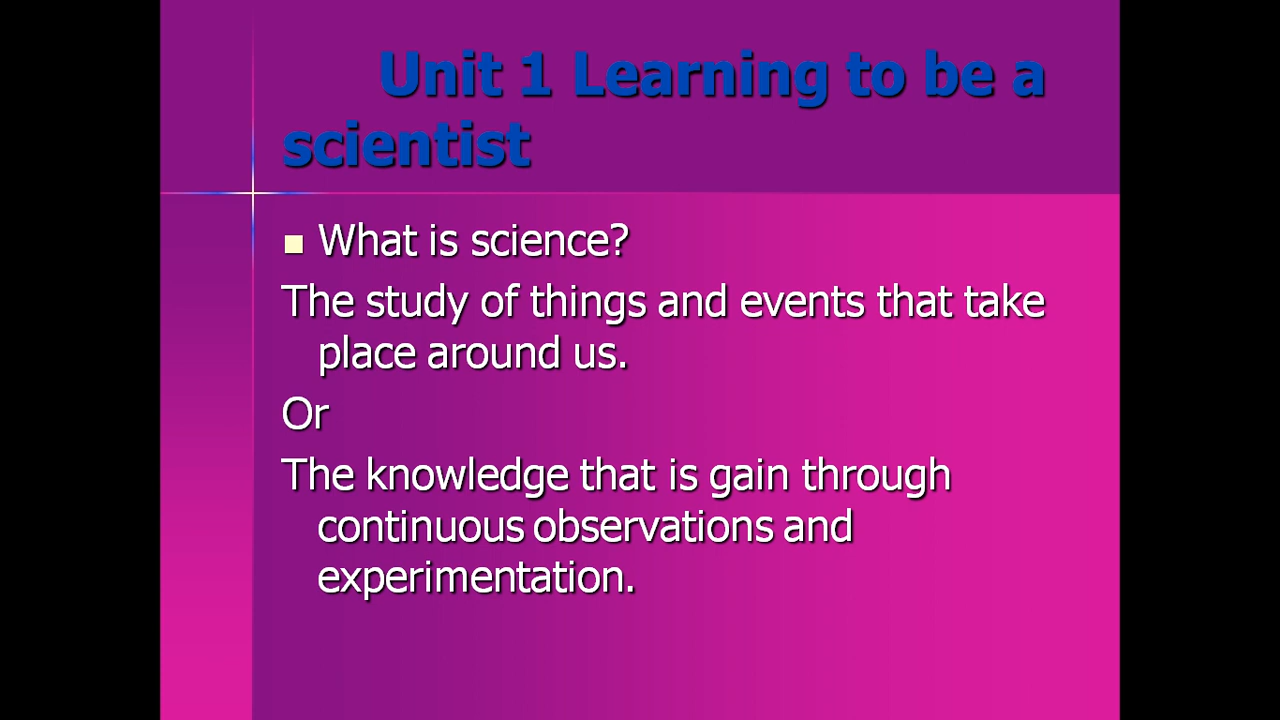 Unit 1 Learning to be a
scientist
What is science?
The study of things and events that take
place around us.
Or
The knowledge that is gain through
continuous observations and
experimentation.